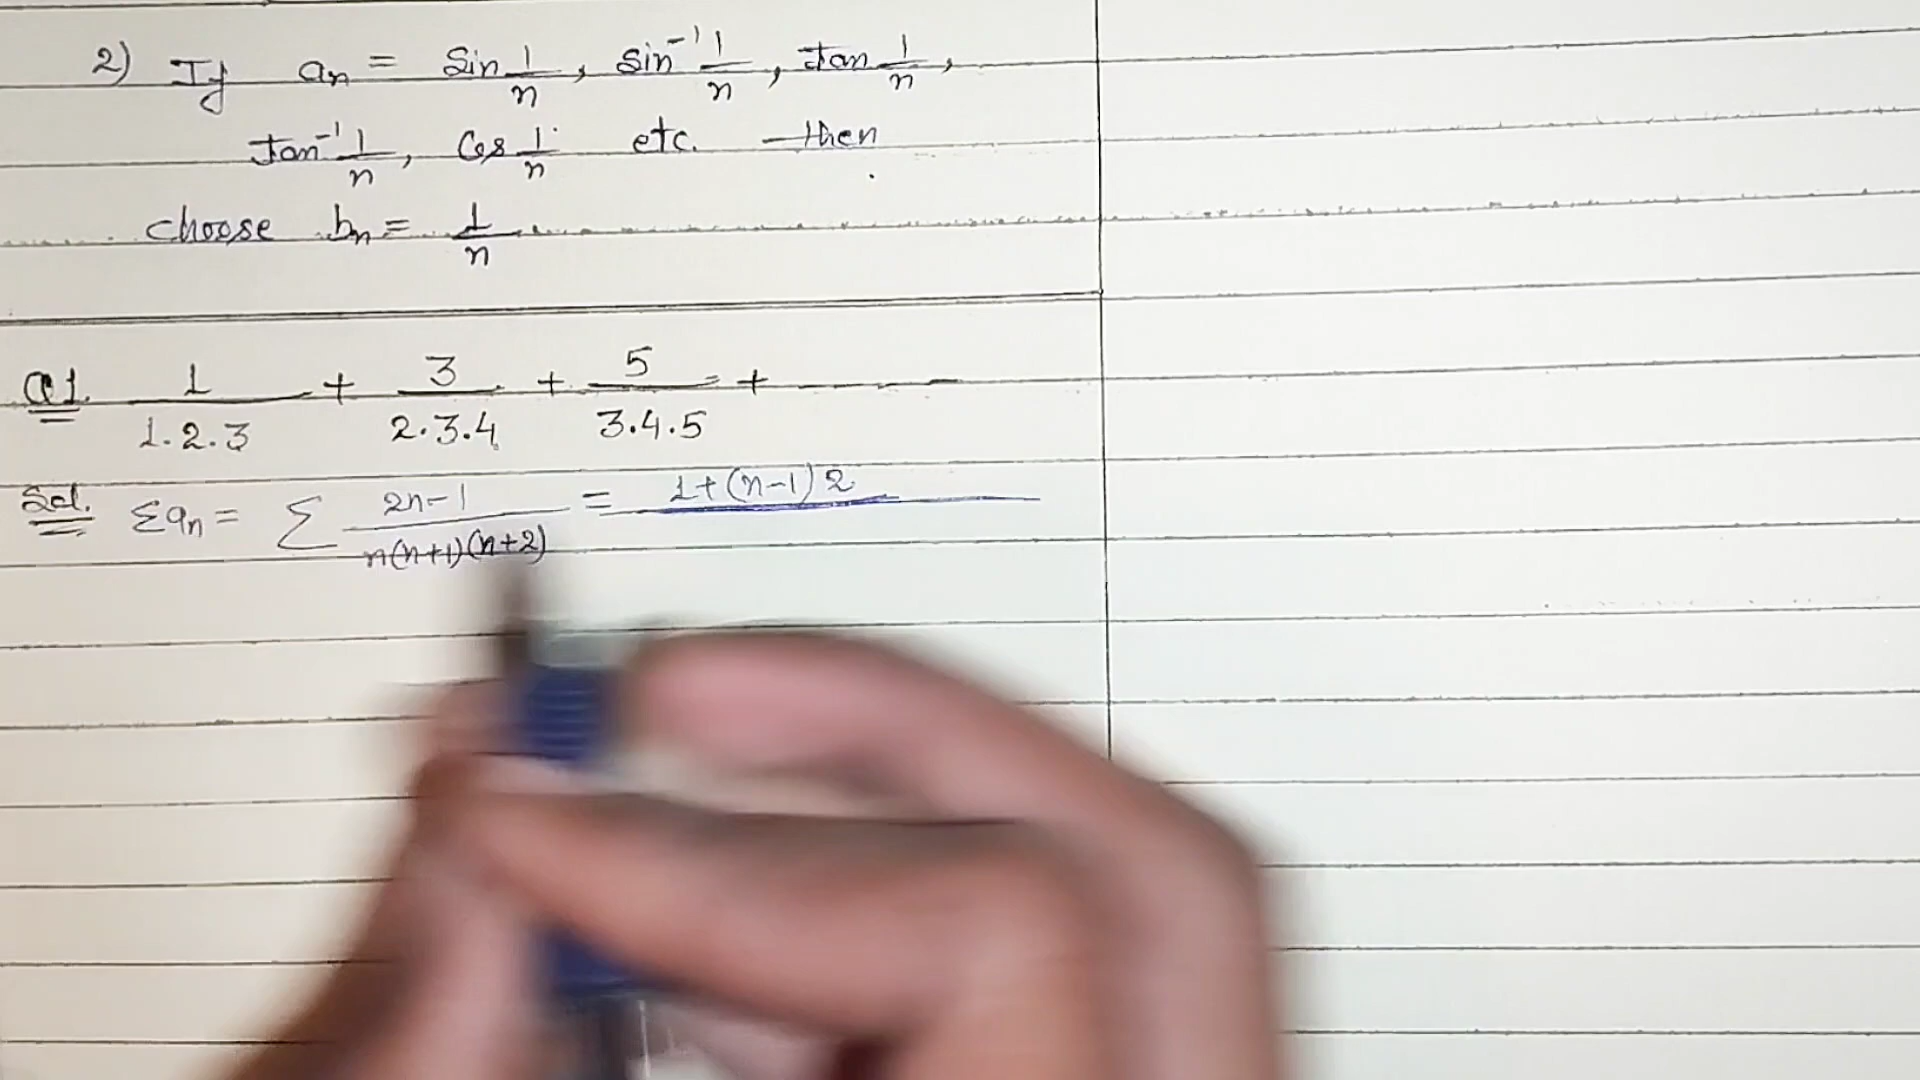 2) If aₙ = Sin 1/n, Sin⁻¹ 1/n, Tan 1/n,
Tan⁻¹ 1/n, Cos 1/n etc. then
choose bₙ = 1/n
Q1. 1/1.2.3 + 3/2.3.4 + 5/3.4.5 + ----
Sol. Σaₙ = Σ 2n-1/n(n+1)(n+2) = 1+(n-1)2